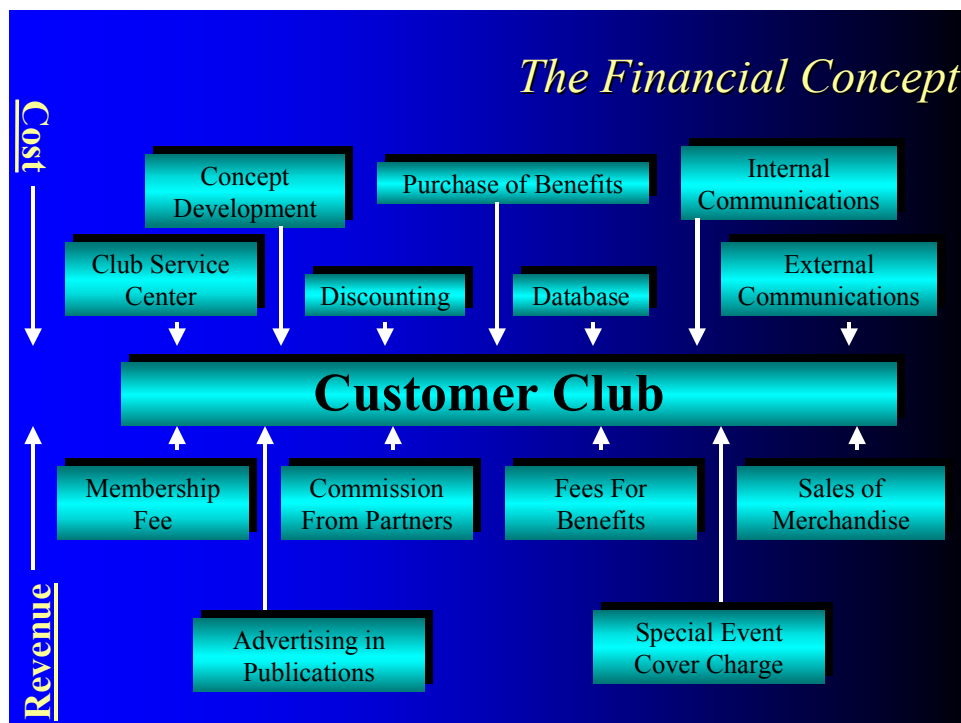 The Financial Concept
Cost
Concept
Development
Purchase of Benefits
Internal
Communications
Club Service
Center
Discounting
Database
External
Communications
Customer Club
Membership
Fee
Commission
From Partners
Fees For
Benefits
Sales of
Merchandise
Revenue
Advertising in
Publications
Special Event
Cover Charge